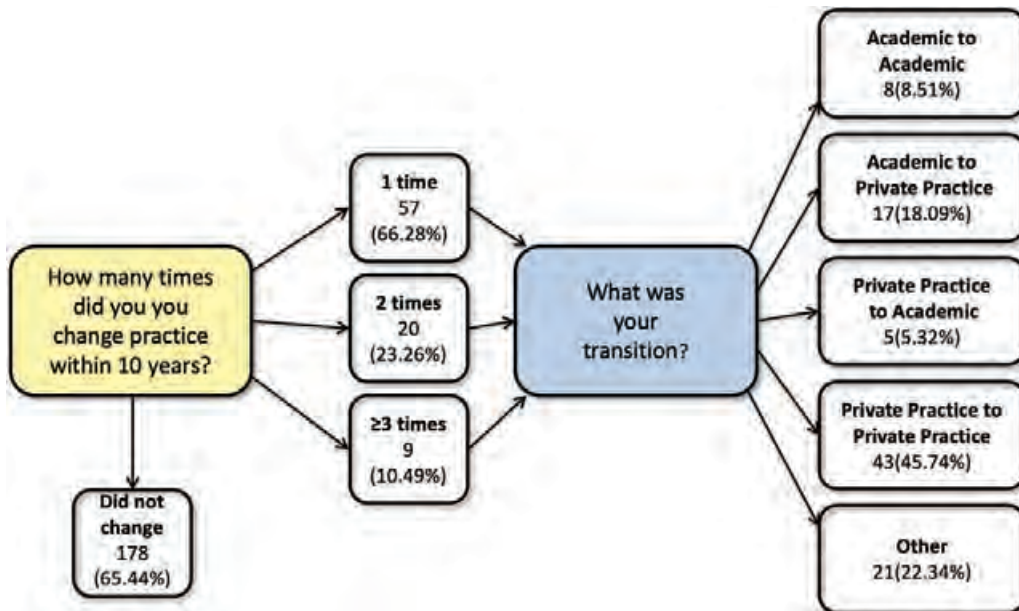 How many times
did you you
change practice
within 10 years?
Did not
change
178
(65.44%)
1 time
57
(66.28%)
2 times
20
(23.26%)
≥3 times
9
(10.49%)
What was
your
transition?
Academic to
Academic
8(8.51%)
Academic to
Private Practice
17(18.09%)
Private Practice
to Academic
5(5.32%)
Private Practice to
Private Practice
43(45.74%)
Other
21(22.34%)